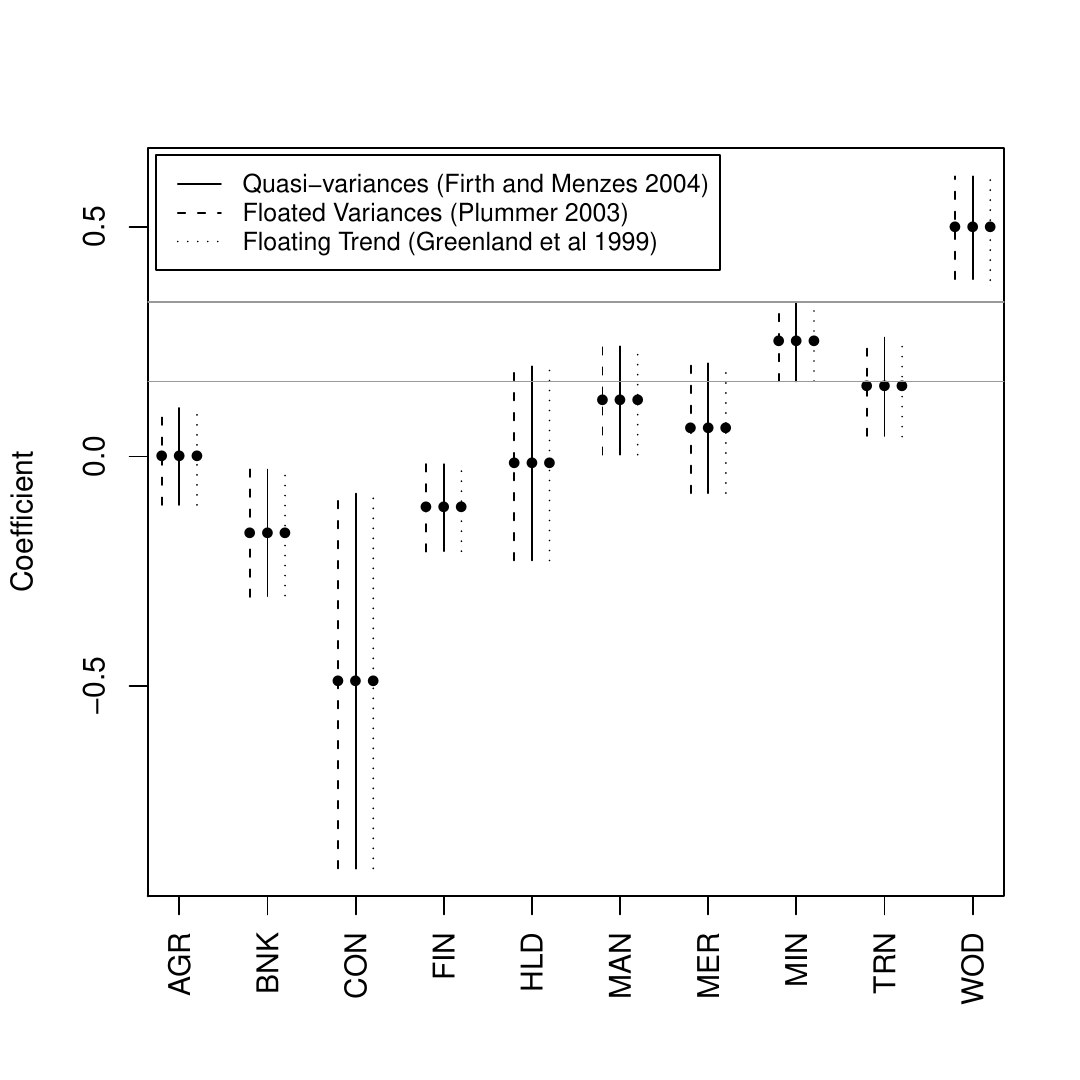 Quasi−variances (Firth and Menzes 2004)
Floated Variances (Plummer 2003)
Floating Trend (Greenland et al 1999)
0.5
0.0
−0.5
Coefficient
AGR
BNK
CON
FIN
HLD
MAN
MER
MIN
TRN
WOD